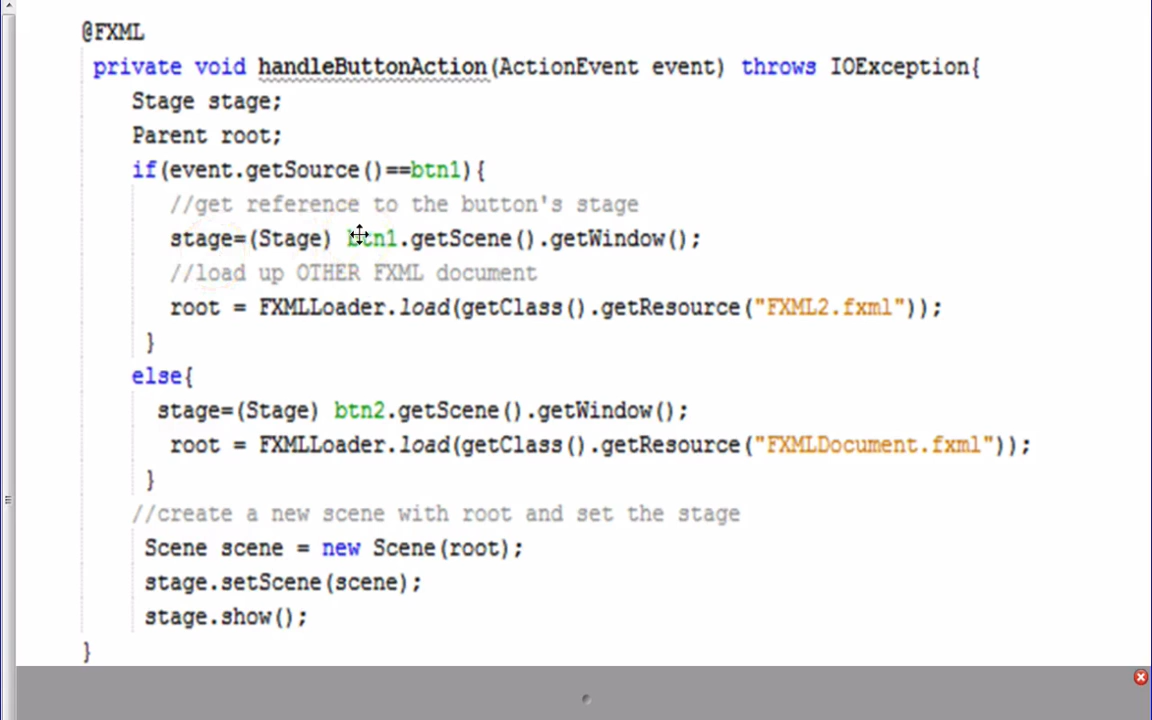 @FXML
private void handleButtonAction(ActionEvent event) throws IOException{
Stage stage;
Parent root;
if(event.getSource()==btn1){
//get reference to the button's stage
stage=(Stage) btn1.getScene().getWindow();
//load up OTHER FXML document
root = FXMLLoader.load(getClass().getResource("FXML2.fxml"));
}
else{
stage=(Stage) btn2.getScene().getWindow();
root = FXMLLoader.load(getClass().getResource("FXMLDocument.fxml"));
}
//create a new scene with root and set the stage
Scene scene = new Scene(root);
stage.setScene(scene);
stage.show();
}